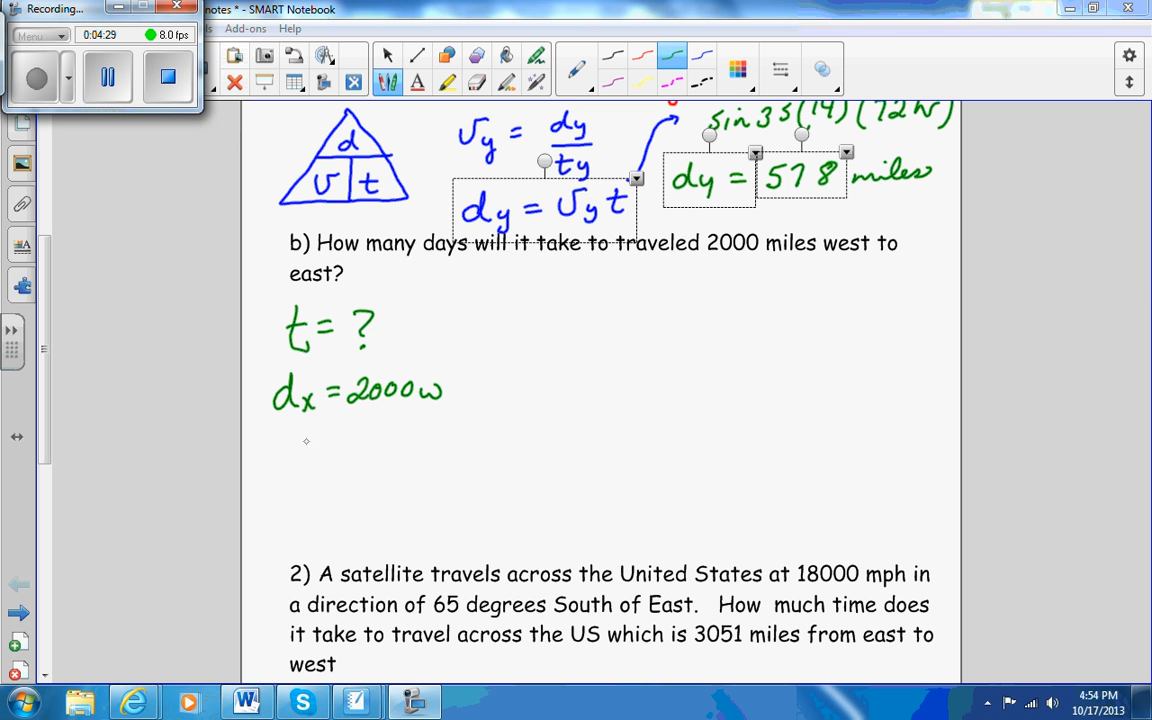 Recording...
notes * - SMART Notebook
Menu
0:04:29
8.0 fps
Add-ons
Help
sin 35(14)(72hr)
d
v t
vy = dy
ty
dy = vy t
dy = 578 miles
b) How many days will it take to traveled 2000 miles west to
east?
t = ?
dx = 2000w
2) A satellite travels across the United States at 18000 mph in
a direction of 65 degrees South of East. How much time does
it take to travel across the US which is 3051 miles from east to
west
4:54 PM
10/17/2013